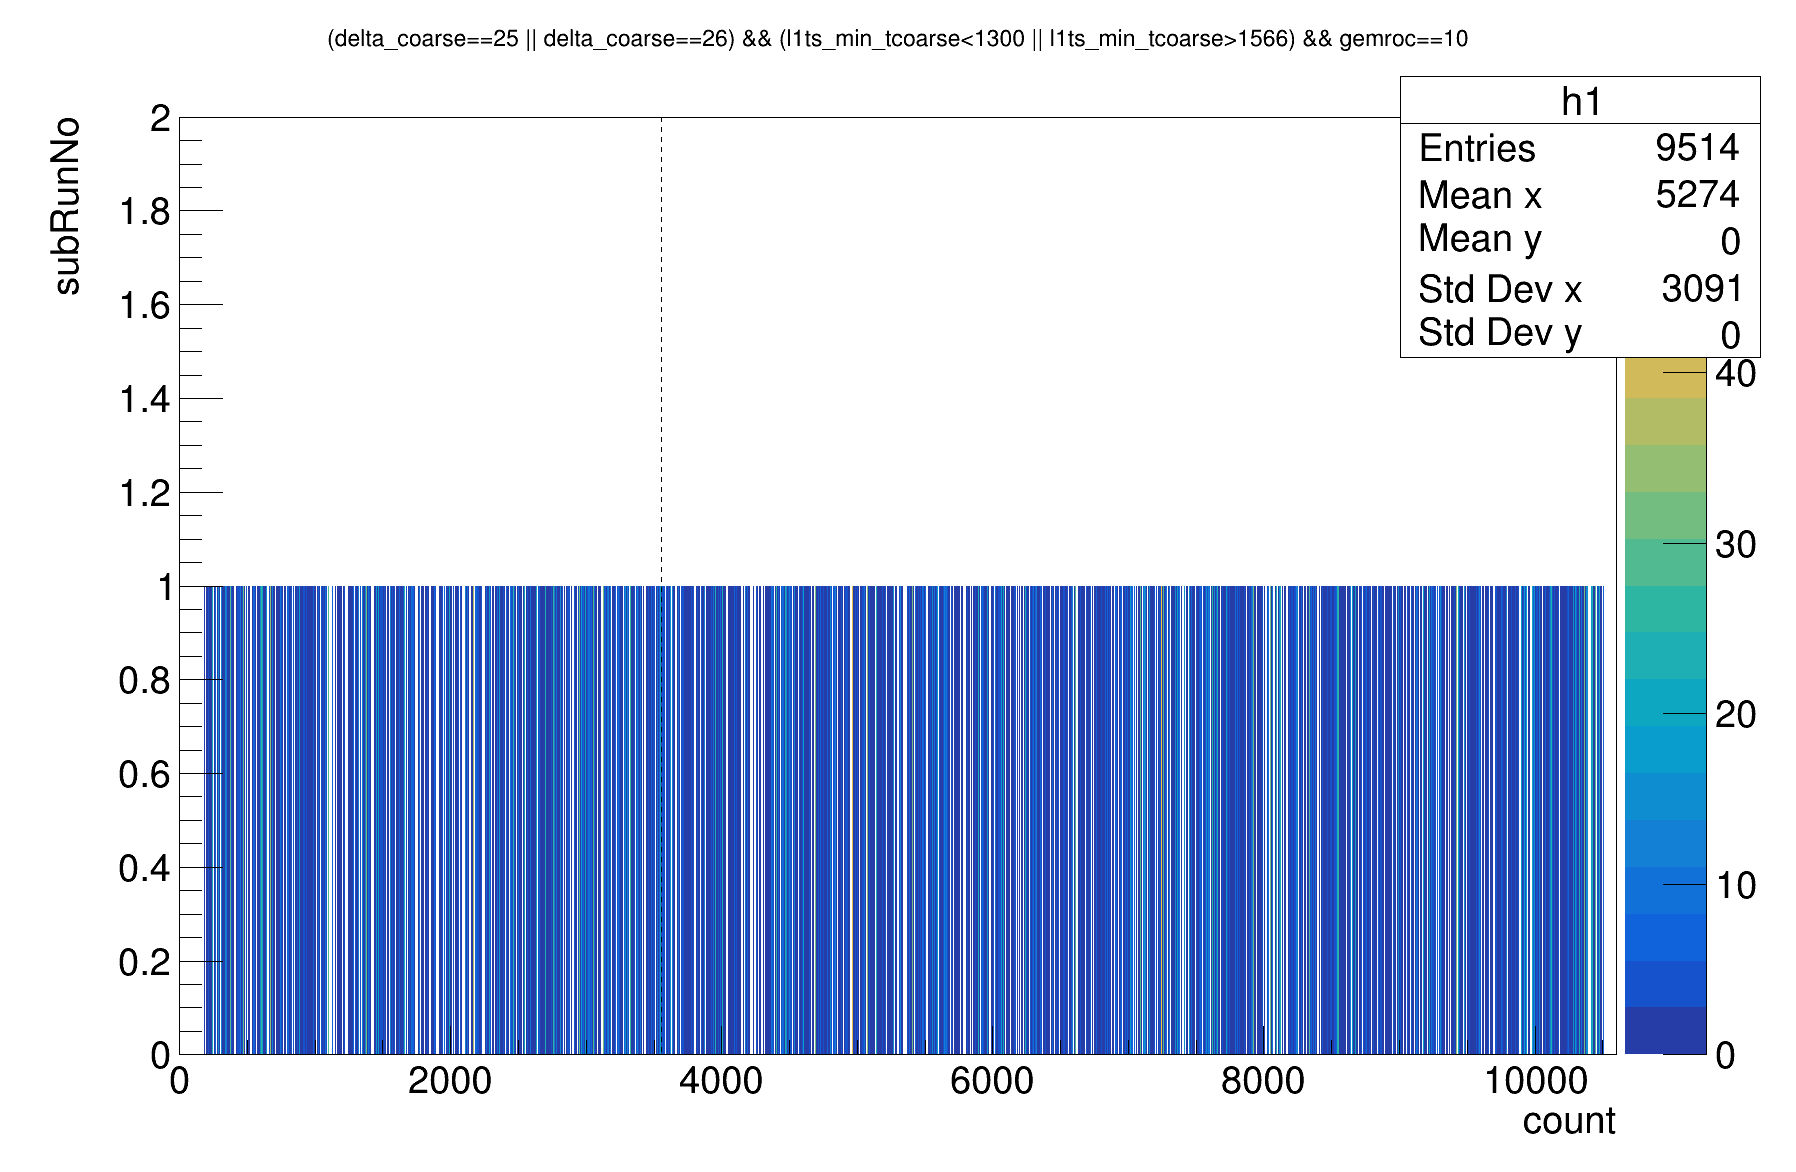 (delta_coarse==25 || delta_coarse==26) && (l1ts_min_tcoarse<1300 || l1ts_min_tcoarse>1566) && gemroc==10
h1
Entries 9514
Mean x 5274
Mean y 0
Std Dev x 3091
Std Dev y 0
subRunNo
2
1.8
1.6
1.4
1.2
1
0.8
0.6
0.4
0.2
0
0 2000 4000 6000 8000 10000
count
40
30
20
10
0